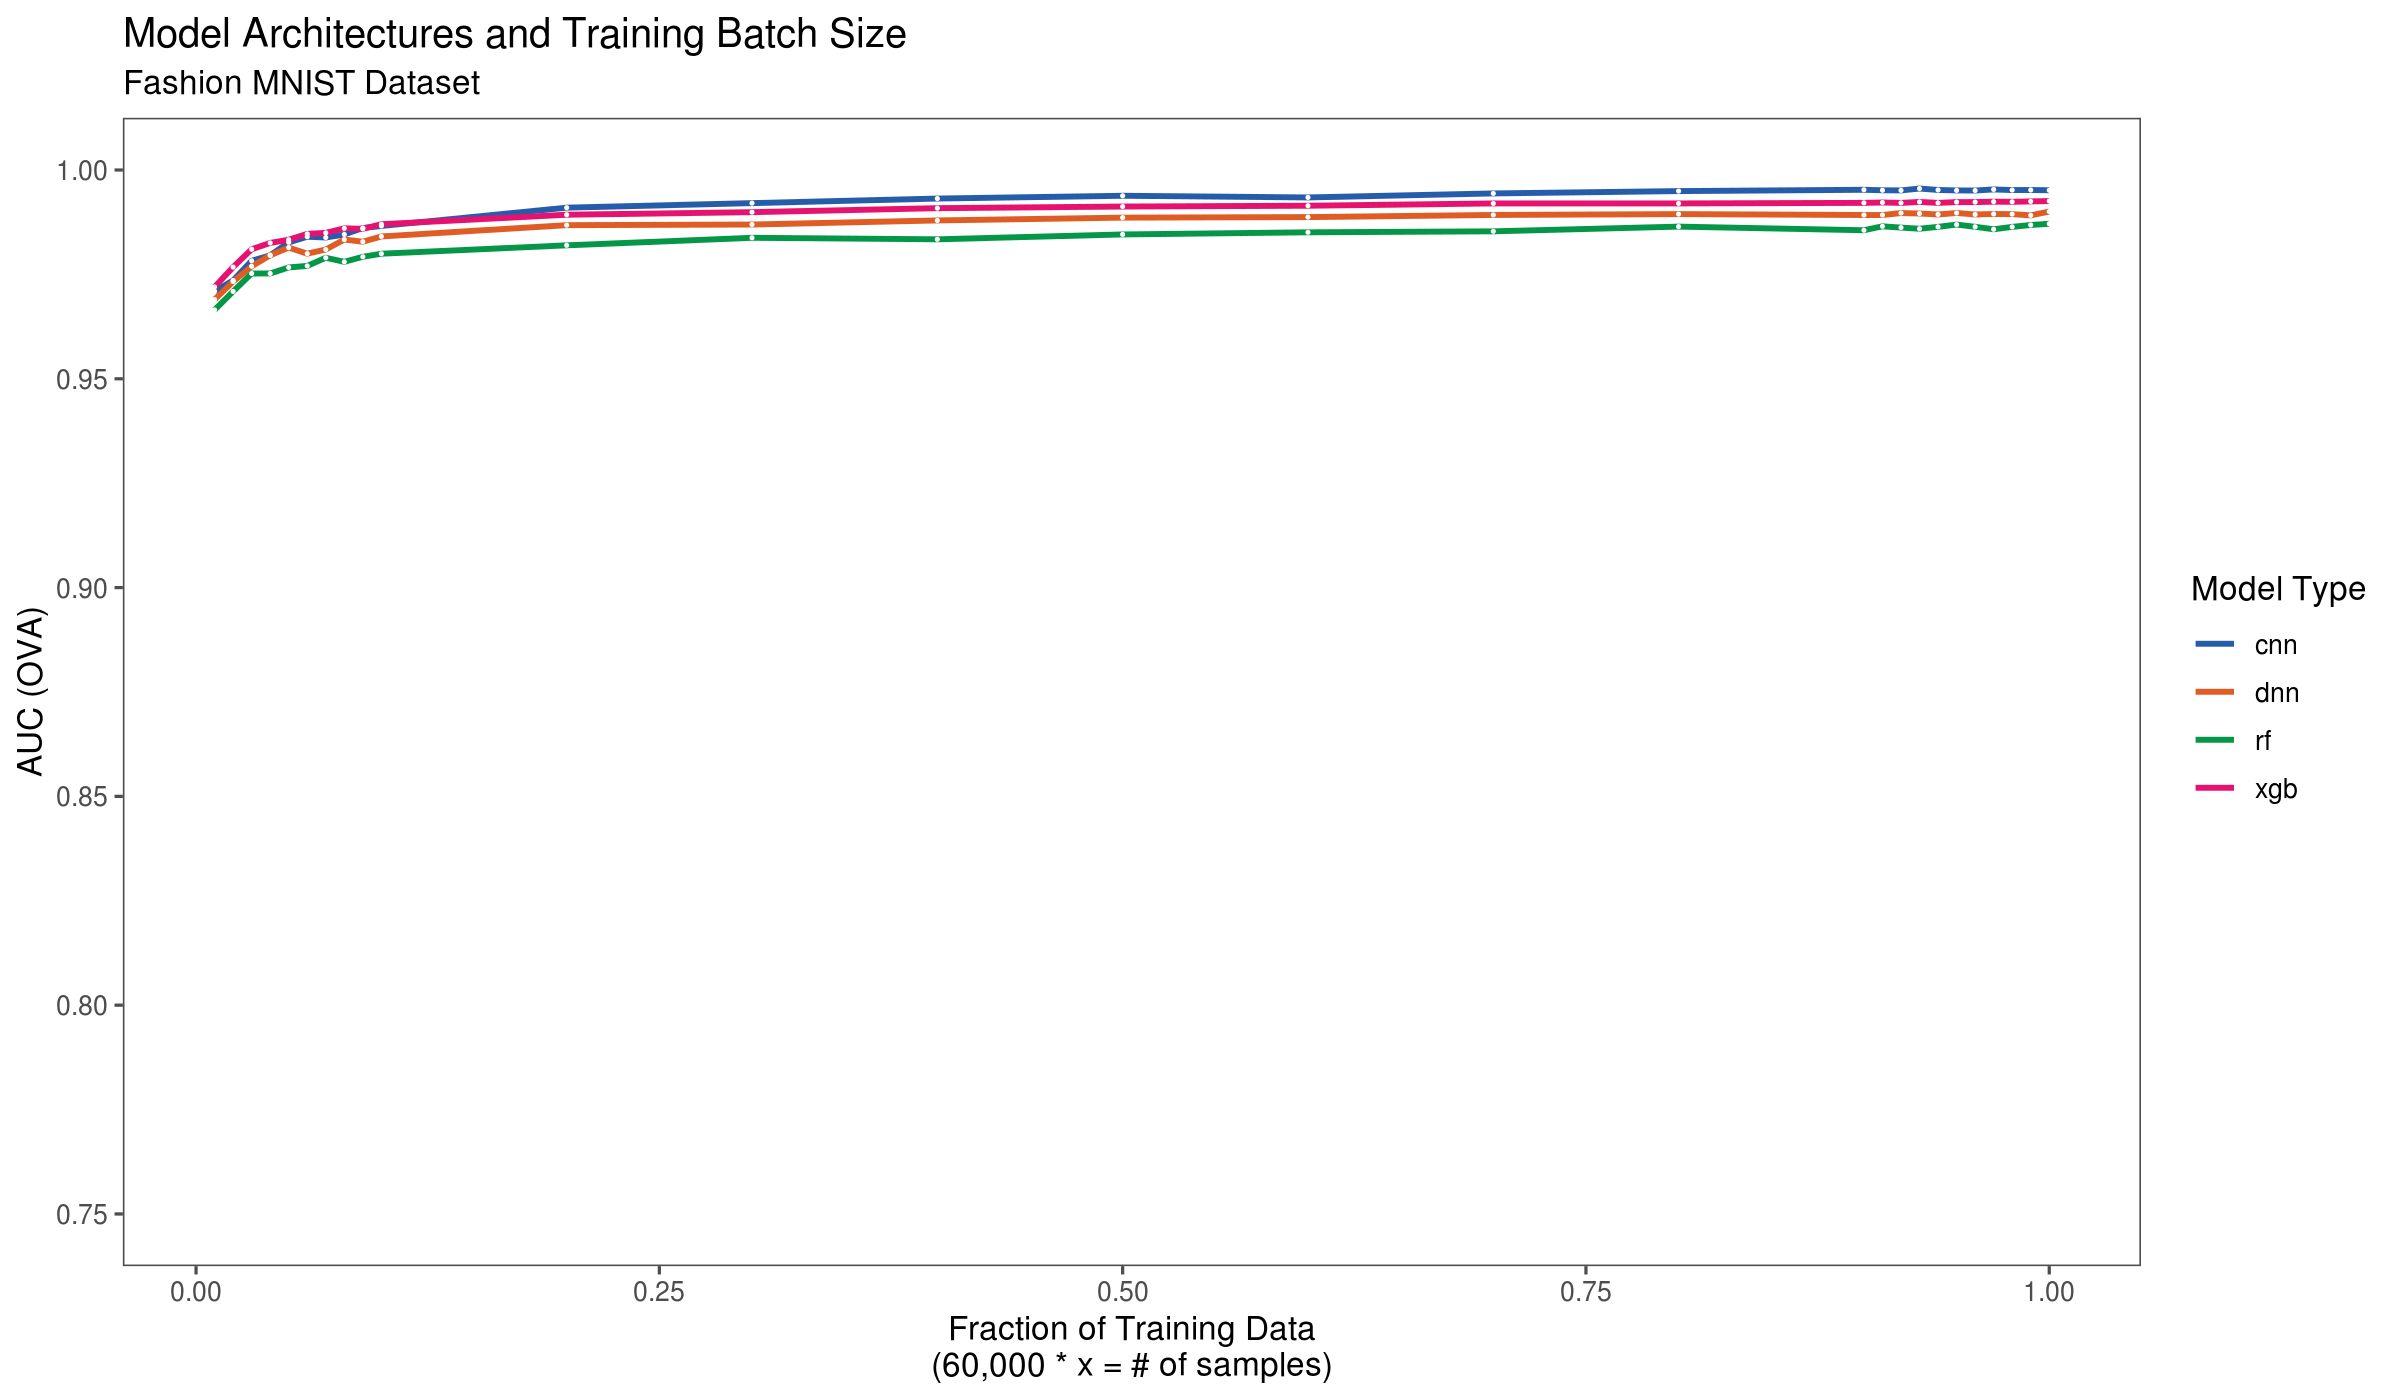 Model Architectures and Training Batch Size
Fashion MNIST Dataset
1.00
0.95
0.90
0.85
0.80
0.75
AUC (OVA)
0.00
0.25
0.50
0.75
1.00
Fraction of Training Data
(60,000 * x = # of samples)
Model Type
cnn
dnn
rf
xgb